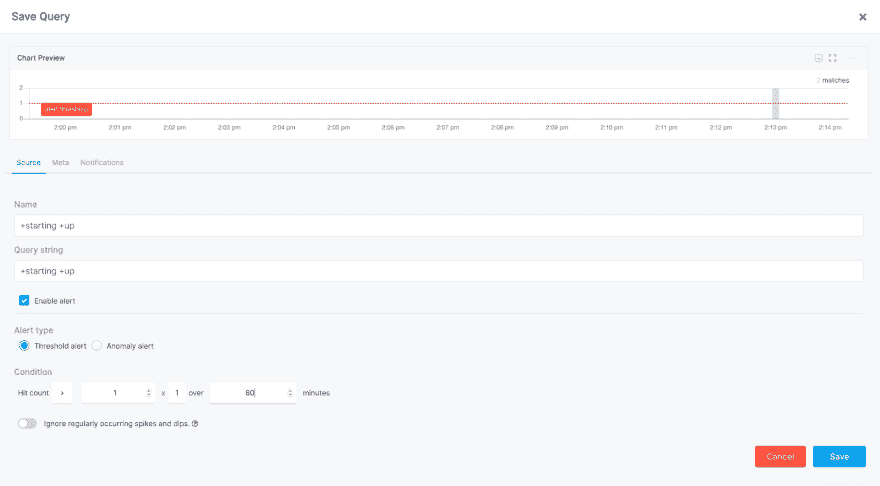 Save Query
Chart Preview
2 matches
2
1
0
2:00 pm 2:01 pm 2:02 pm 2:03 pm 2:04 pm 2:05 pm 2:06 pm 2:07 pm 2:08 pm 2:09 pm 2:10 pm 2:11 pm 2:12 pm 2:13 pm 2:14 pm
Source Meta Notifications
Name
+starting +up
Query string
+starting +up
Enable alert
Alert type
Threshold alert Anomaly alert
Condition
Hit count > 1 x 1 over 60 minutes
Ignore regularly occurring spikes and dips.
Cancel Save